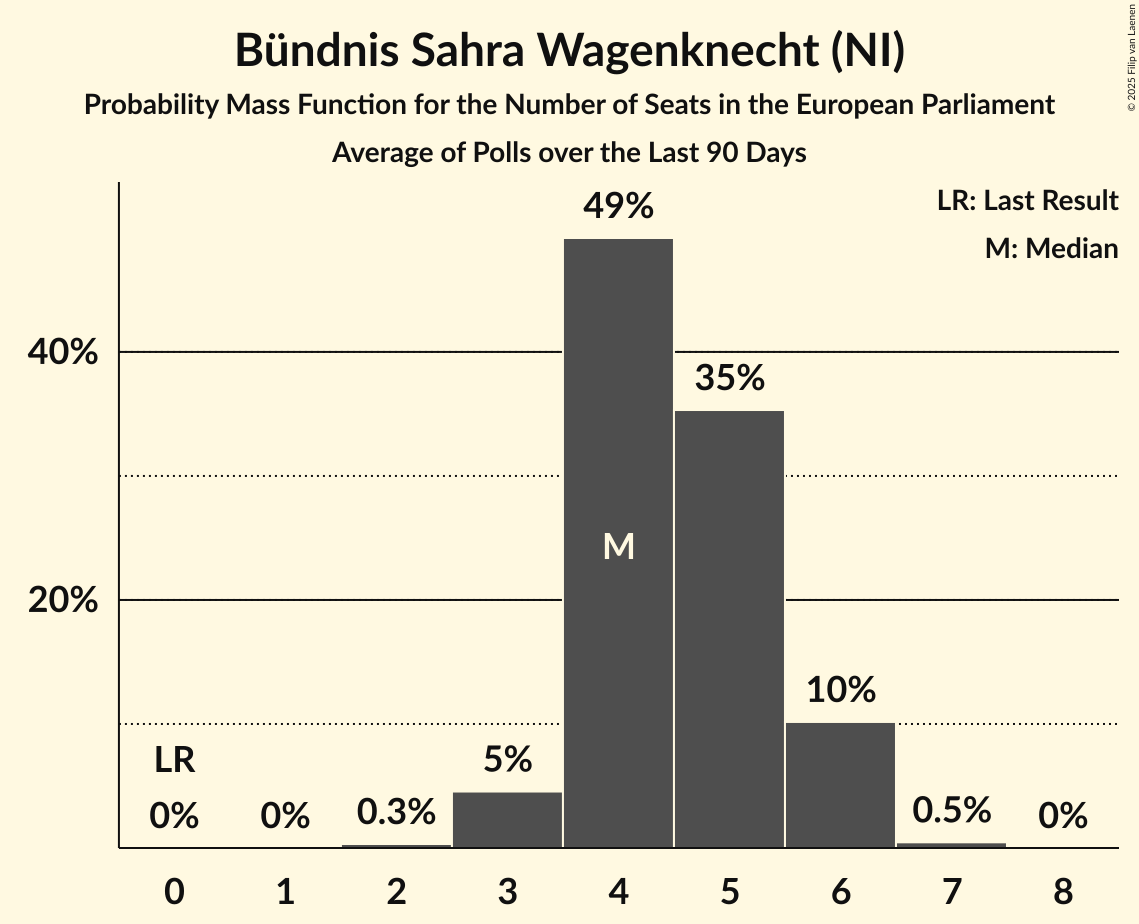 Bündnis Sahra Wagenknecht (NI)
Probability Mass Function for the Number of Seats in the European Parliament
Average of Polls over the Last 90 Days
© 2025 Filip van Laenen
LR: Last Result
M: Median
49%
40%
35%
M
20%
10%
LR
5%
0% 0% 0.3% 0.5% 0%
0 1 2 3 4 5 6 7 8